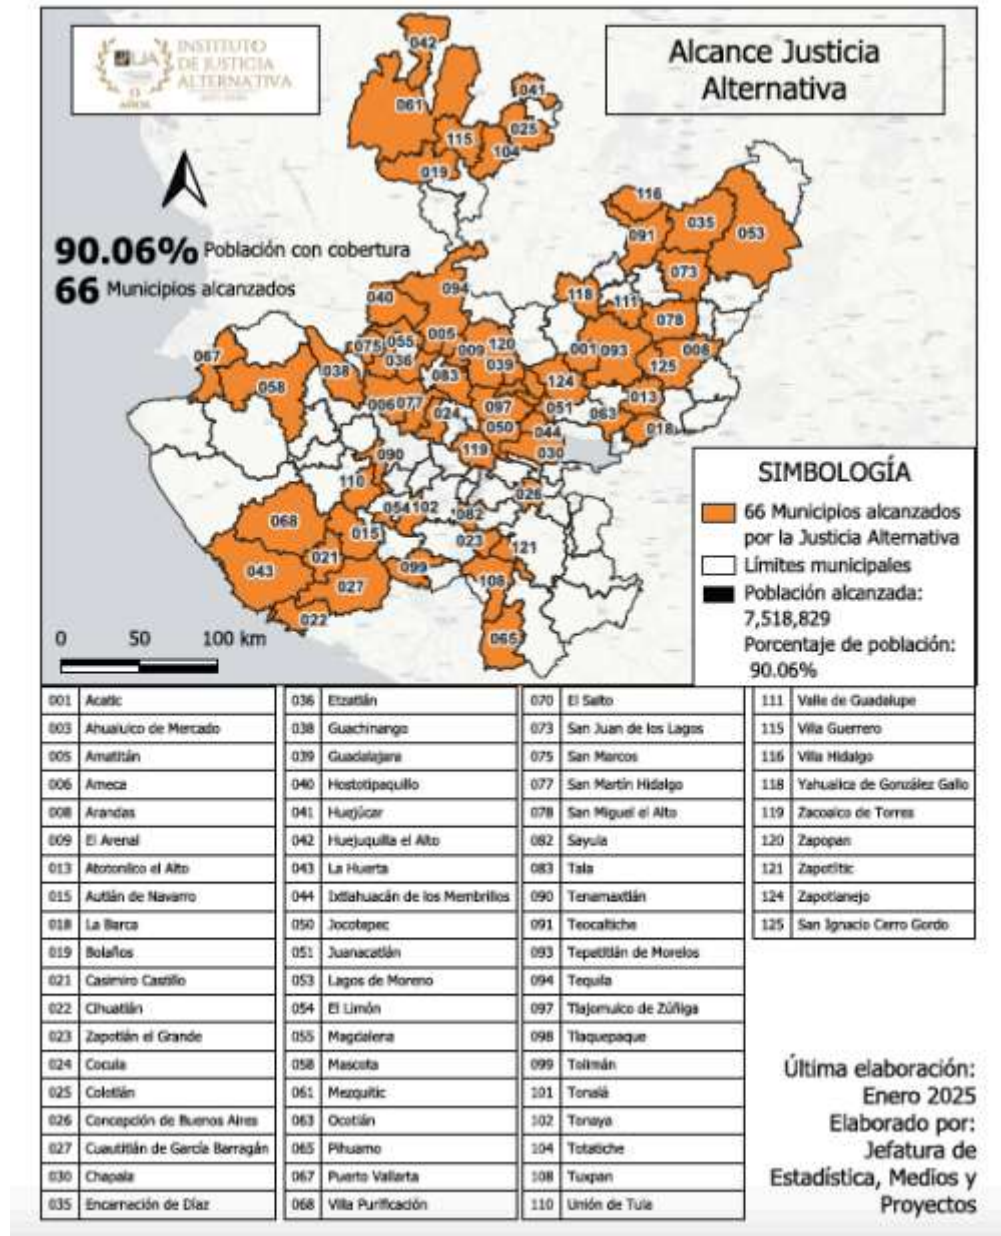 INSTITUTO
DE JUSTICIA
ALTERNATIVA
AÑOS
Alcance Justicia
Alternativa
90.06% Población con cobertura
66 Municipios alcanzados
042
061
041
025
115
104
019
116
035
053
091
073
094
040
118
111
078
005
075
055
036
009
120
039
001
093
008
067
038
083
125
058
124
013
006
077
024
097
051
063
050
044
018
119
030
090
110
026
054
102
082
068
015
023
121
021
099
043
027
108
022
065
0 50 100 km
SIMBOLOGÍA
66 Municipios alcanzados
por la Justicia Alternativa
Límites municipales
Población alcanzada:
7,518,829
Porcentaje de población:
90.06%
001 Acatic
003 Ahualulco de Mercado
005 Amatitán
006 Ameca
008 Arandas
009 El Arenal
013 Atotonilco el Alto
015 Autlán de Navarro
018 La Barca
019 Bolaños
021 Casimiro Castillo
022 Cihuatlán
023 Zapotlán el Grande
024 Cocula
025 Colotlán
026 Concepción de Buenos Aires
027 Cuautitlán de García Barragán
030 Chapala
035 Encarnación de Díaz
036 Etzatlán
038 Guachinango
039 Guadalajara
040 Hostotipaquillo
041 Huejúcar
042 Huejuquilla el Alto
043 La Huerta
044 Ixtlahuacán de los Membrillos
050 Jocotepec
051 Juanacatlán
053 Lagos de Moreno
054 El Limón
055 Magdalena
058 Mascota
061 Mezquitic
063 Ocotlán
065 Pihuamo
067 Puerto Vallarta
068 Villa Purificación
070 El Salto
073 San Juan de los Lagos
075 San Marcos
077 San Martín Hidalgo
078 San Miguel el Alto
082 Sayula
083 Tala
090 Tenamaxtlán
091 Teocaltiche
093 Tepatitlán de Morelos
094 Tequila
097 Tlajomulco de Zúñiga
098 Tlaquepaque
099 Tolimán
101 Tonalá
102 Tonaya
104 Totatiche
108 Tuxpan
110 Unión de Tula
111 Valle de Guadalupe
115 Villa Guerrero
116 Villa Hidalgo
118 Yahualica de González Gallo
119 Zacoalco de Torres
120 Zapopan
121 Zapotiltic
124 Zapotlanejo
125 San Ignacio Cerro Gordo
Última elaboración:
Enero 2025
Elaborado por:
Jefatura de
Estadística, Medios y
Proyectos